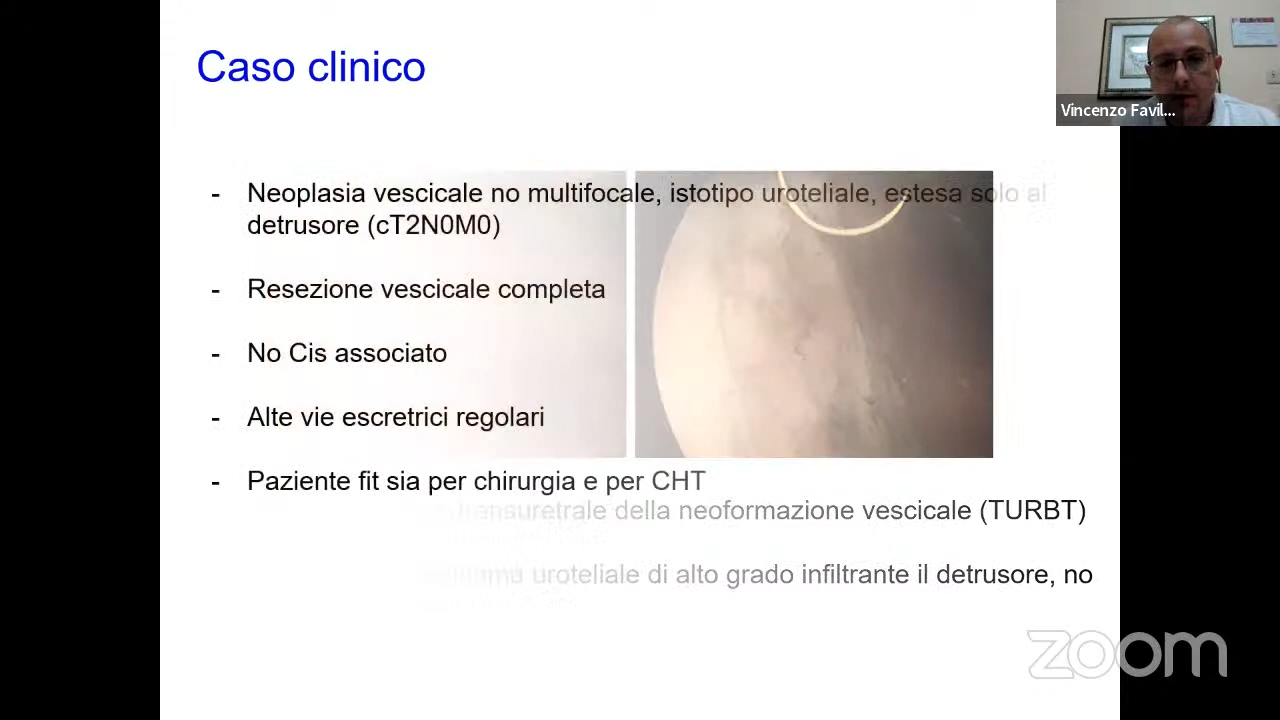 Caso clinico
Vincenzo Favil...
- Neoplasia vescicale no multifocale, istotipo uroteliale, estesa solo al
detrusore (cT2N0M0)
- Resezione vescicale completa
- No Cis associato
- Alte vie escretrici regolari
- Paziente fit sia per chirurgia e per CHT
transuretrale della neoformazione vescicale (TURBT)
uroteliale di alto grado infiltrante il detrusore, no
zoom